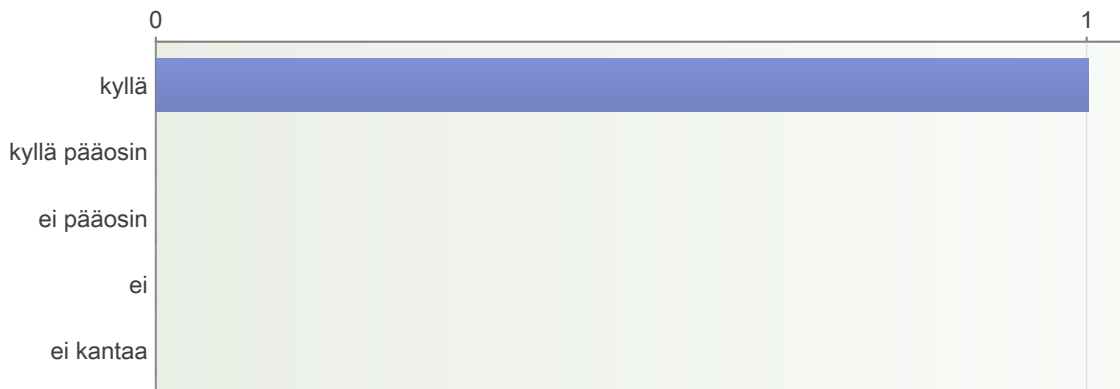 0 1
kyllä
kyllä pääosin
ei pääosin
ei
ei kantaa